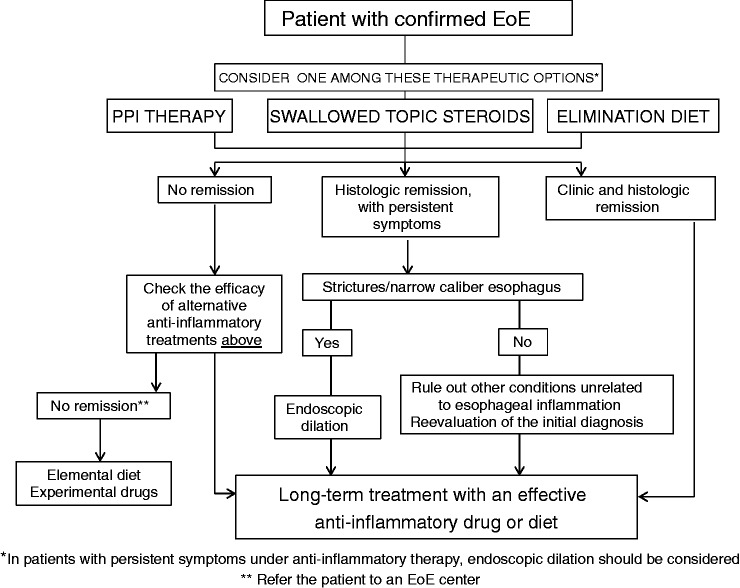 Patient with confirmed EoE
CONSIDER ONE AMONG THESE THERAPEUTIC OPTIONS*
PPI THERAPY
SWALLOWED TOPIC STEROIDS
ELIMINATION DIET
No remission
Histologic remission,
with persistent
symptoms
Clinic and histologic
remission
Check the efficacy
of alternative
anti-inflammatory
treatments above
Strictures/narrow caliber esophagus
Yes
No
No remission**
Endoscopic
dilation
Rule out other conditions unrelated
to esophageal inflammation
Reevaluation of the initial diagnosis
Elemental diet
Experimental drugs
Long-term treatment with an effective
anti-inflammatory drug or diet
*In patients with persistent symptoms under anti-inflammatory therapy, endoscopic dilation should be considered
** Refer the patient to an EoE center